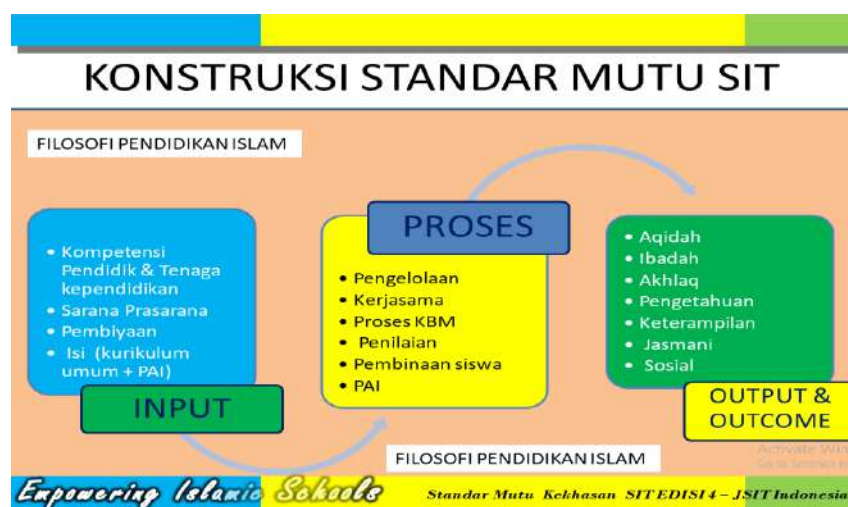 KONSTRUKSI STANDAR MUTU SIT
FILOSOFI PENDIDIKAN ISLAM
• Kompetensi
Pendidik & Tenaga
kependidikan
• Sarana Prasarana
• Pembiyaan
• Isi (kurikulum
umum + PAI)
INPUT
PROSES
• Pengelolaan
• Kerjasama
• Proses KBM
• Penilaian
• Pembinaan siswa
• PAI
• Aqidah
• Ibadah
• Akhlaq
• Pengetahuan
• Keterampilan
• Jasmani
• Sosial
OUTPUT &
OUTCOME
FILOSOFI PENDIDIKAN ISLAM
Activate Win
Empowering Islamic Schools
Standar Mutu Kekhasan SIT EDISI 4 – JSIT Indonesia